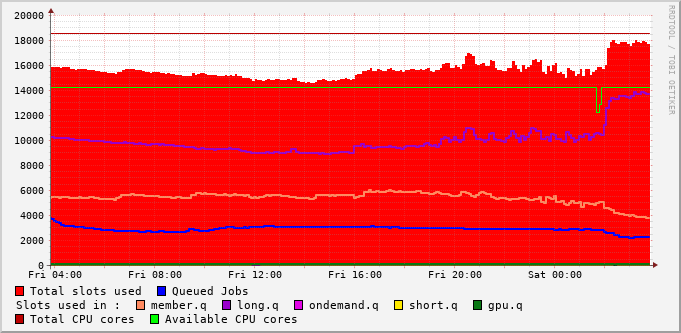 20000
18000
16000
14000
12000
10000
8000
6000
4000
2000
0
Fri 04:00 Fri 08:00 Fri 12:00 Fri 16:00 Fri 20:00 Sat 00:00
RRDTOOL / TOBI OETIKER
Total slots used Queued Jobs
Slots used in : member.q long.q ondemand.q short.q gpu.q
Total CPU cores Available CPU cores